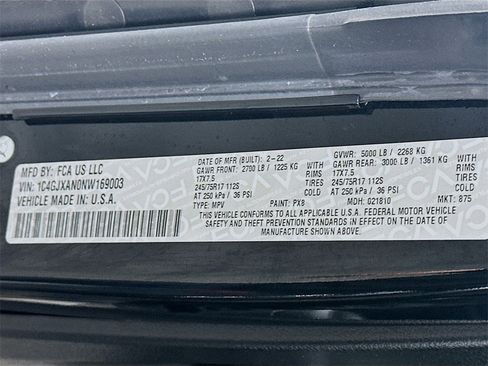 MFD BY: FCA US LLC
VIN: 1C4GJXAN0NW169003
VEHICLE MADE IN: U.S.A.
DATE OF MFR (BUILT): 2-22
GAWR FRONT: 2700 LB / 1225 KG
17X7.5 RIMS
245/75R17 112S TIRES
AT 250 kPa / 36 PSI COLD
TYPE: MPV
PAINT: PX8
GVWR: 5000 LB / 2268 KG
GAWR REAR: 3000 LB / 1361 KG
17X7.5 RIMS
245/75R17 112S TIRES
AT 250 kPa / 36 PSI COLD
MDH: 021810
MKT: 875
THIS VEHICLE CONFORMS TO ALL APPLICABLE U.S.A. FEDERAL MOTOR VEHICLE
SAFETY AND THEFT PREVENTION STANDARDS IN EFFECT ON THE DATE OF
MANUFACTURE SHOWN ABOVE.